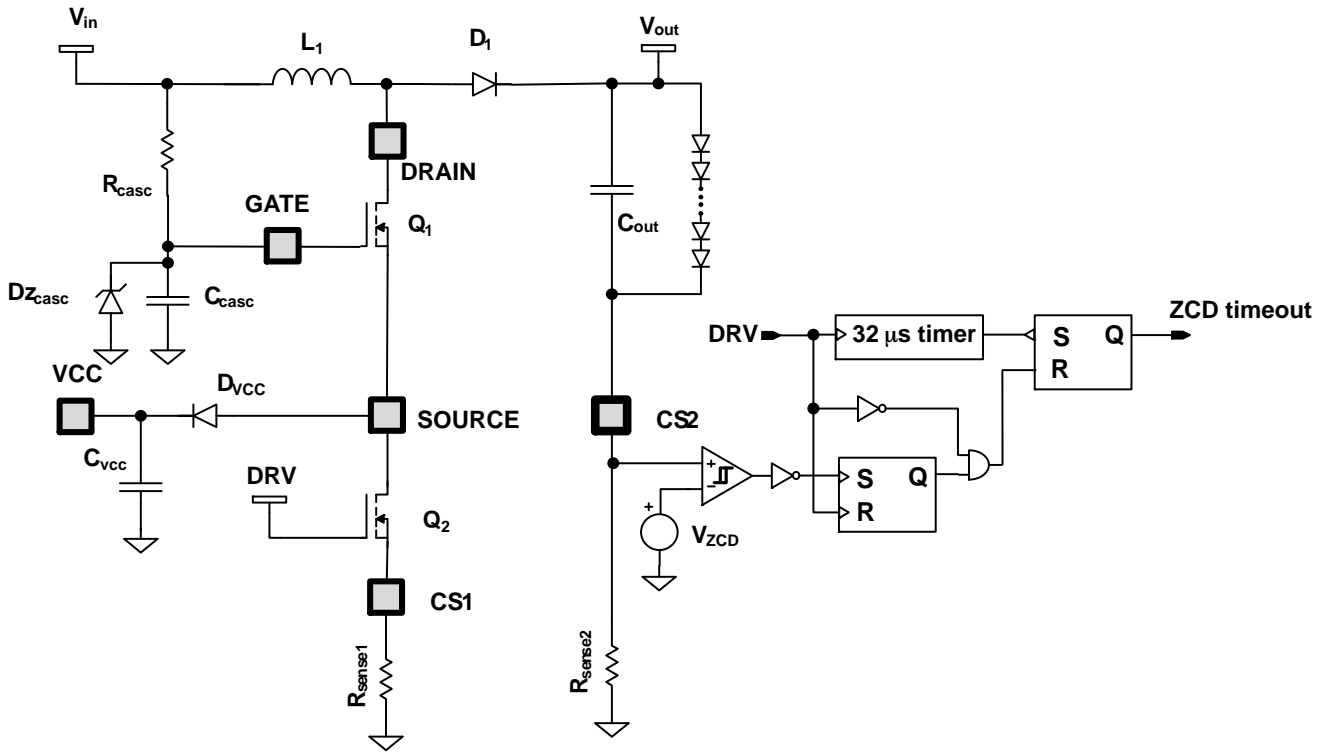 Vin
L1
D1
Vout
Rcasc
DRAIN
GATE
Q1
Cout
Dzcasc
Ccasc
ZCD timeout
DRV
32 μs timer
S
Q
R
VCC
DVCC
SOURCE
CS2
Cvcc
DRV
+
−
S
Q
R
+
VZCD
Q2
CS1
Rsense1
Rsense2